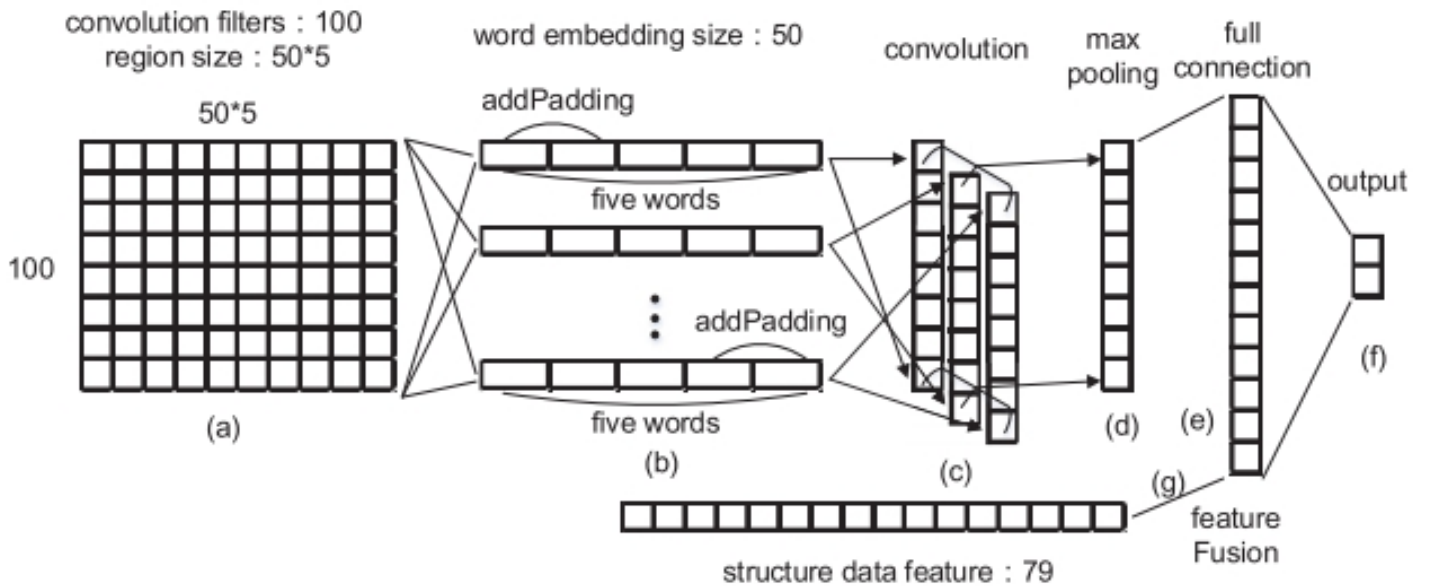 convolution filters : 100
region size : 50*5
50*5
100
(a)
word embedding size : 50
addPadding
five words
addPadding
five words
(b)
convolution
(c)
max
pooling
(d)
full
connection
(e)
output
(f)
(g)
feature
Fusion
structure data feature : 79